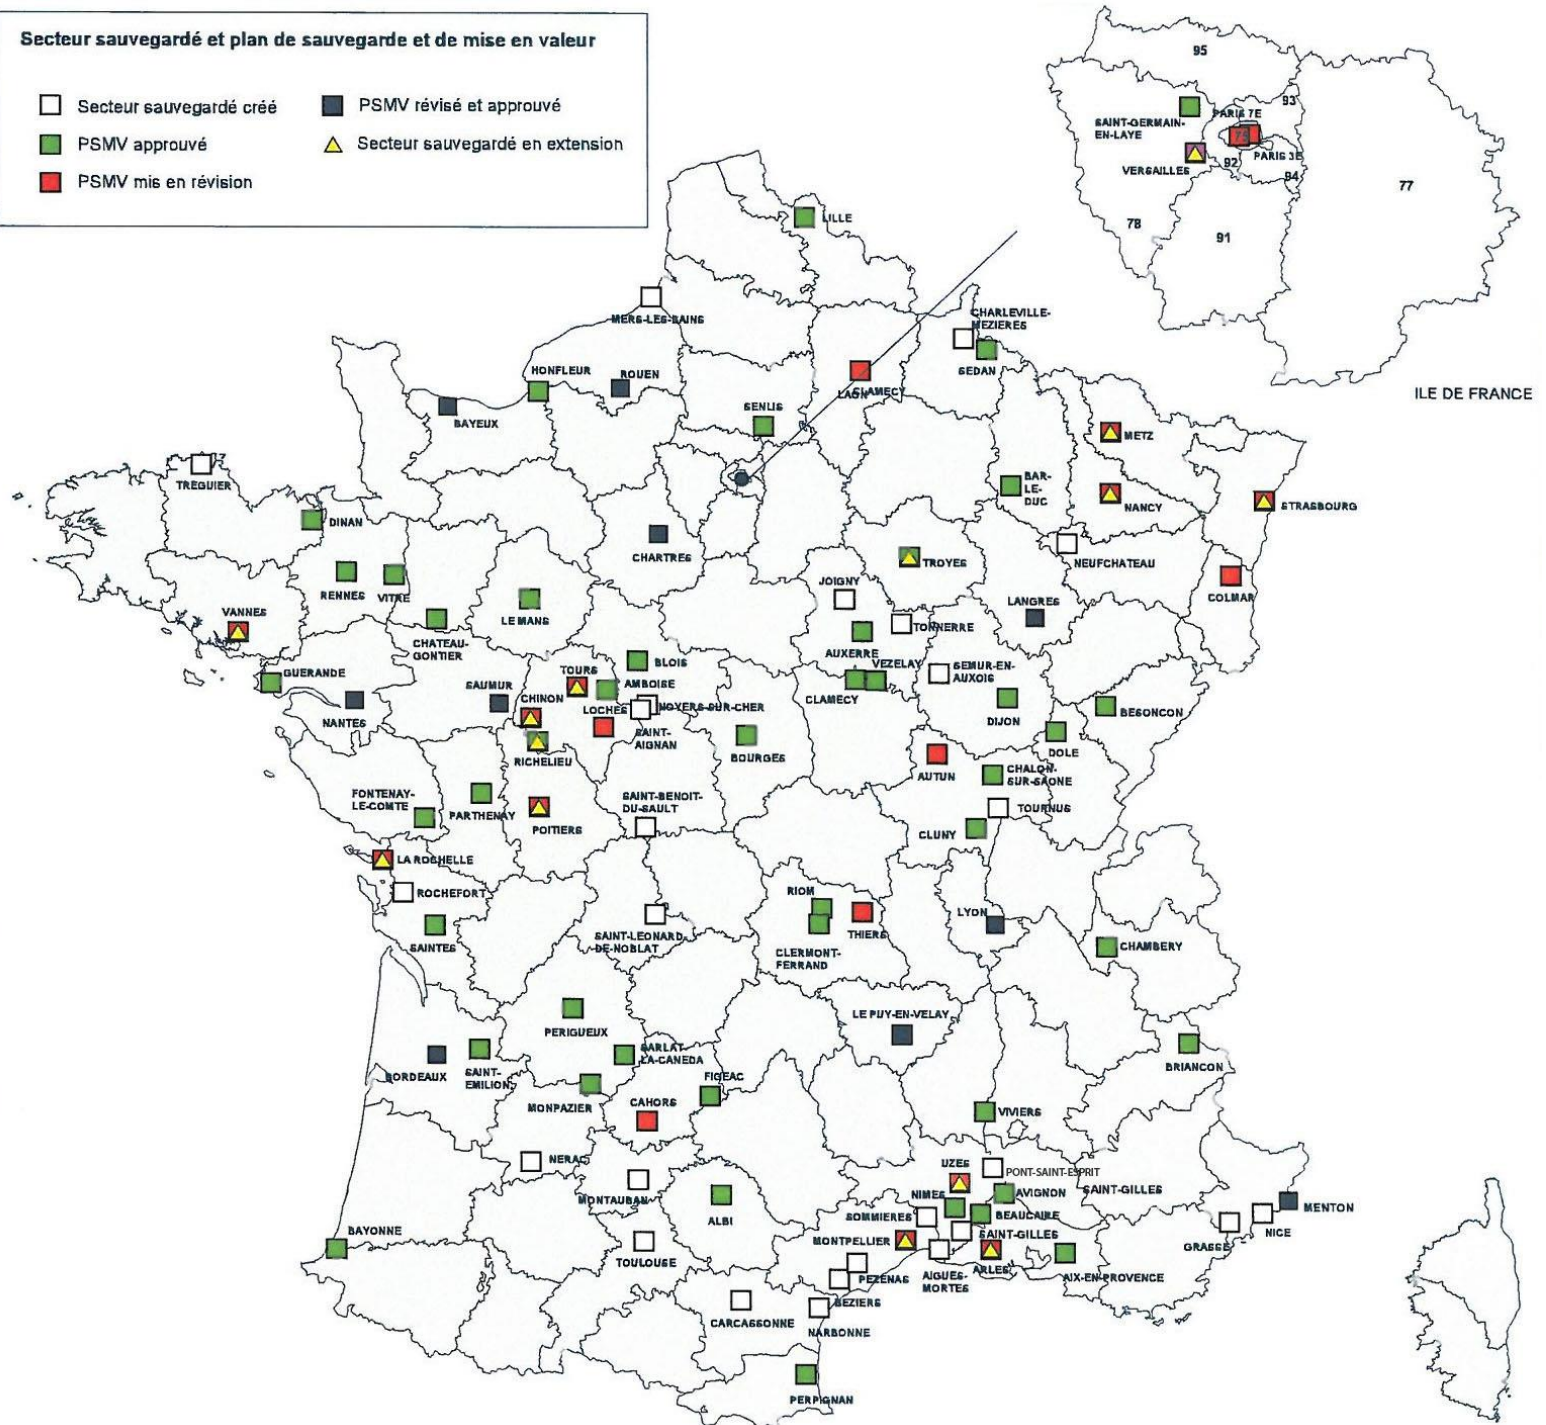 Secteur sauvegardé et plan de sauvegarde et de mise en valeur
Secteur sauvegardé créé
PSMV révisé et approuvé
PSMV approuvé
Secteur sauvegardé en extension
PSMV mis en révision
95
93
PARIS 7E
SAINT-GERMAIN-
EN-LAYE
75
PARIS 3E
92
VERSAILLES
94
77
78
91
ILE DE FRANCE
LILLE
MERS-LES-BAINS
CHARLEVILLE-
MEZIERES
SEDAN
HONFLEUR
ROUEN
LAON
CLAMECY
BAYEUX
SENLIS
METZ
TREGUIER
BAR-
LE-
DUC
NANCY
STRASBOURG
DINAN
CHARTRES
TROYES
NEUFCHATEAU
JOIGNY
RENNES
VITRE
COLMAR
LANGRES
VANNES
LE MANS
TONNERRE
CHATEAU-
GONTIER
AUXERRE
VEZELAY
SEMUR-EN-
AUXOIS
BLOIS
TOURS
GUERANDE
AMBOISE
SAUMUR
CHINON
CLAMECY
LOCHES
NOYERS-SUR-CHER
BESONCON
NANTES
DIJON
SAINT-
AIGNAN
DOLE
BOURGES
RICHELIEU
AUTUN
CHALON-
SUR-SAONE
FONTENAY-
LE-COMTE
SAINT-BENOIT-
DU-SAULT
PARTHENAY
TOURNUS
POITIERS
CLUNY
LA ROCHELLE
ROCHEFORT
RIOM
LYON
THIERS
SAINTES
SAINT-LEONARD-
DE-NOBLAT
CHAMBERY
CLERMONT-
FERRAND
LE PUY-EN-VELAY
PERIGUEUX
SARLAT-
LA-CANEDA
BORDEAUX
SAINT-
EMILION
BRIANCON
FIGEAC
MONPAZIER
CAHORS
VIVIERS
NERAC
UZES
PONT-SAINT-ESPRIT
MONTAUBAN
NIMES
AVIGNON
SAINT-GILLES
ALBI
SOMMIERES
BEAUCAIRE
MENTON
BAYONNE
MONTPELLIER
SAINT-GILLES
NICE
GRASSE
TOULOUSE
ARLES
AIGUES-
MORTES
PEZENAS
AIX-EN-PROVENCE
BEZIERS
CARCASSONNE
NARBONNE
PERPIGNAN